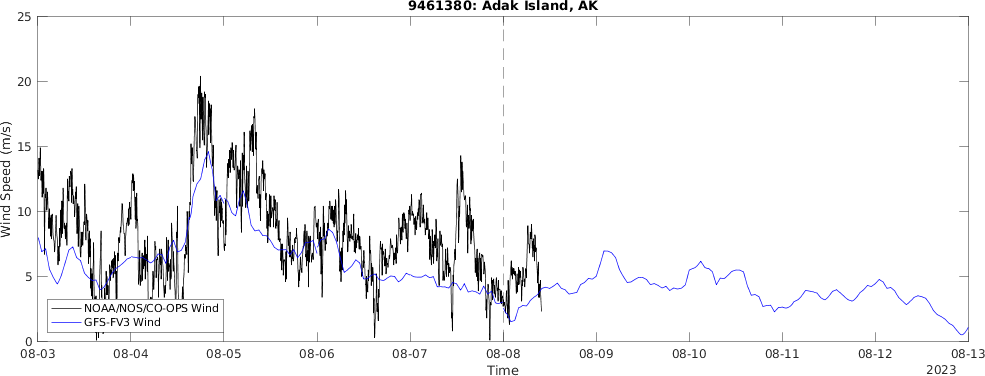 9461380: Adak Island, AK
Wind Speed (m/s)
25
20
15
10
5
0
NOAA/NOS/CO-OPS Wind
GFS-FV3 Wind
08-03 08-04 08-05 08-06 08-07 08-08 08-09 08-10 08-11 08-12 08-13
Time
2023